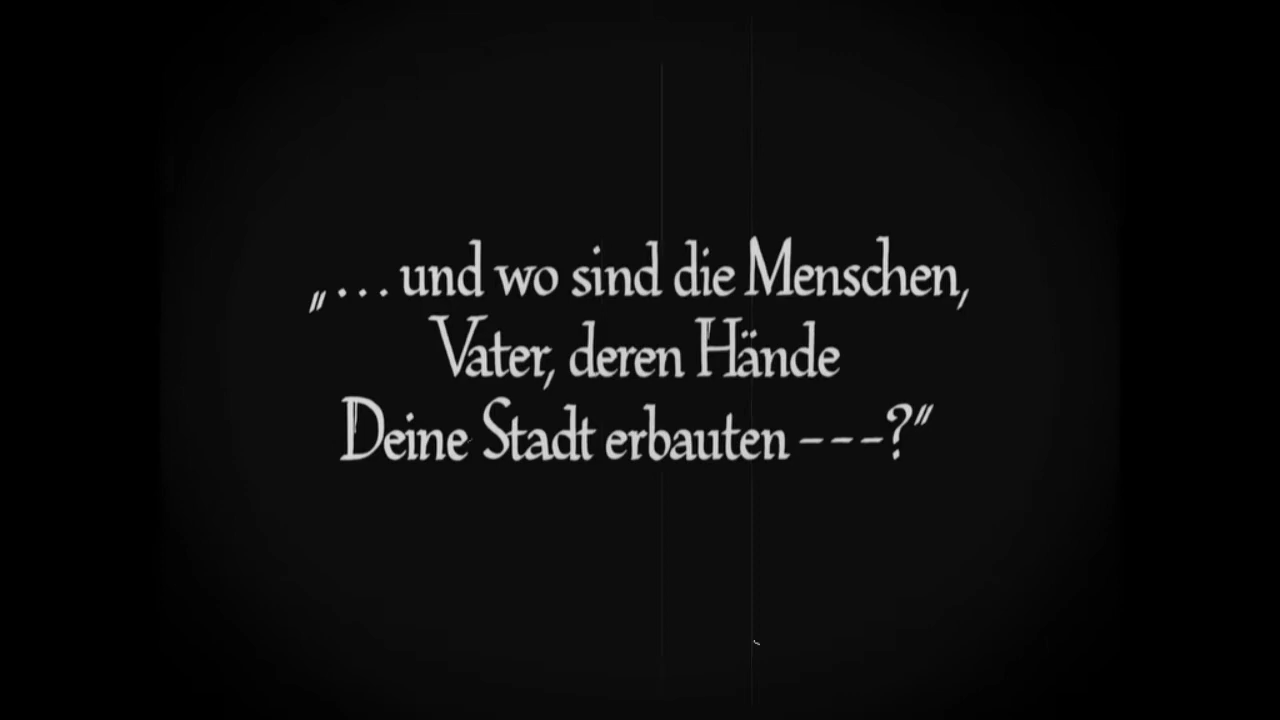 „... und wo sind die Menschen,
Vater, deren Hände
Deine Stadt erbauten ---?"